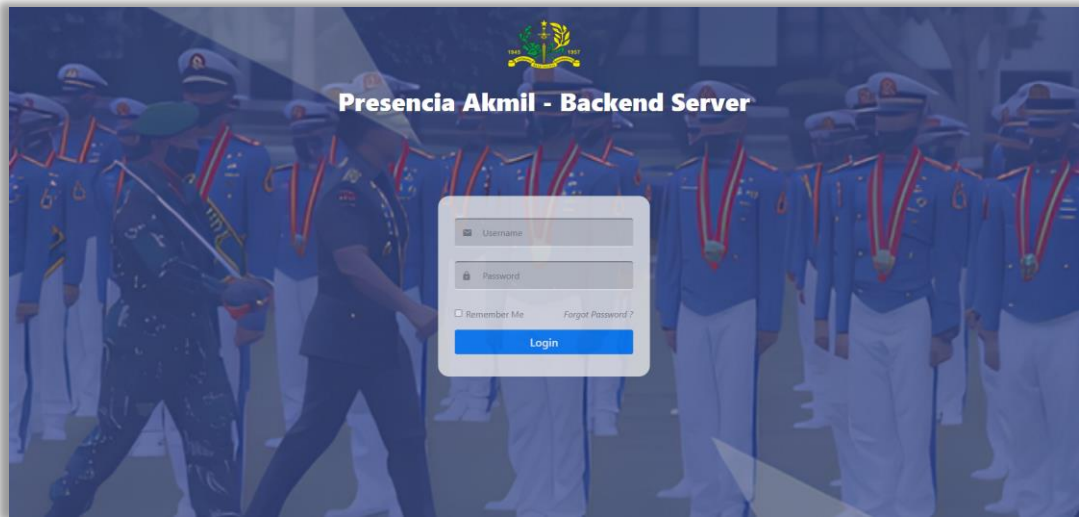 1945 1957
Presencia Akmil - Backend Server
Username
Password
Remember Me Forgot Password ?
Login